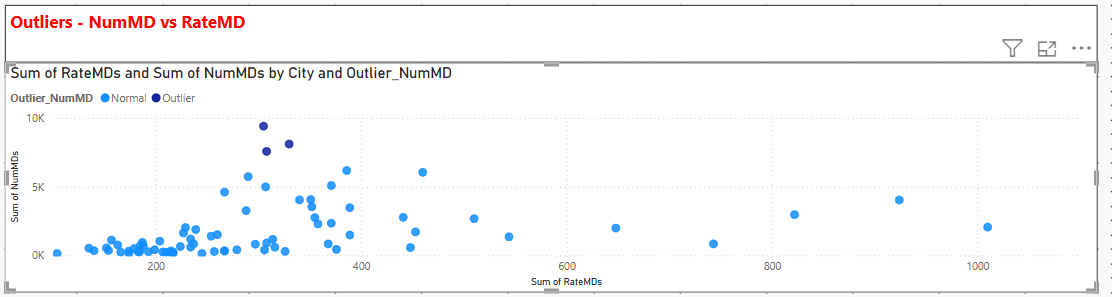 Outliers - NumMD vs RateMD
Sum of RateMDs and Sum of NumMDs by City and Outlier_NumMD
Outlier_NumMD Normal Outlier
10K
5K
0K
Sum of NumMDs
200 400 600 800 1000
Sum of RateMDs